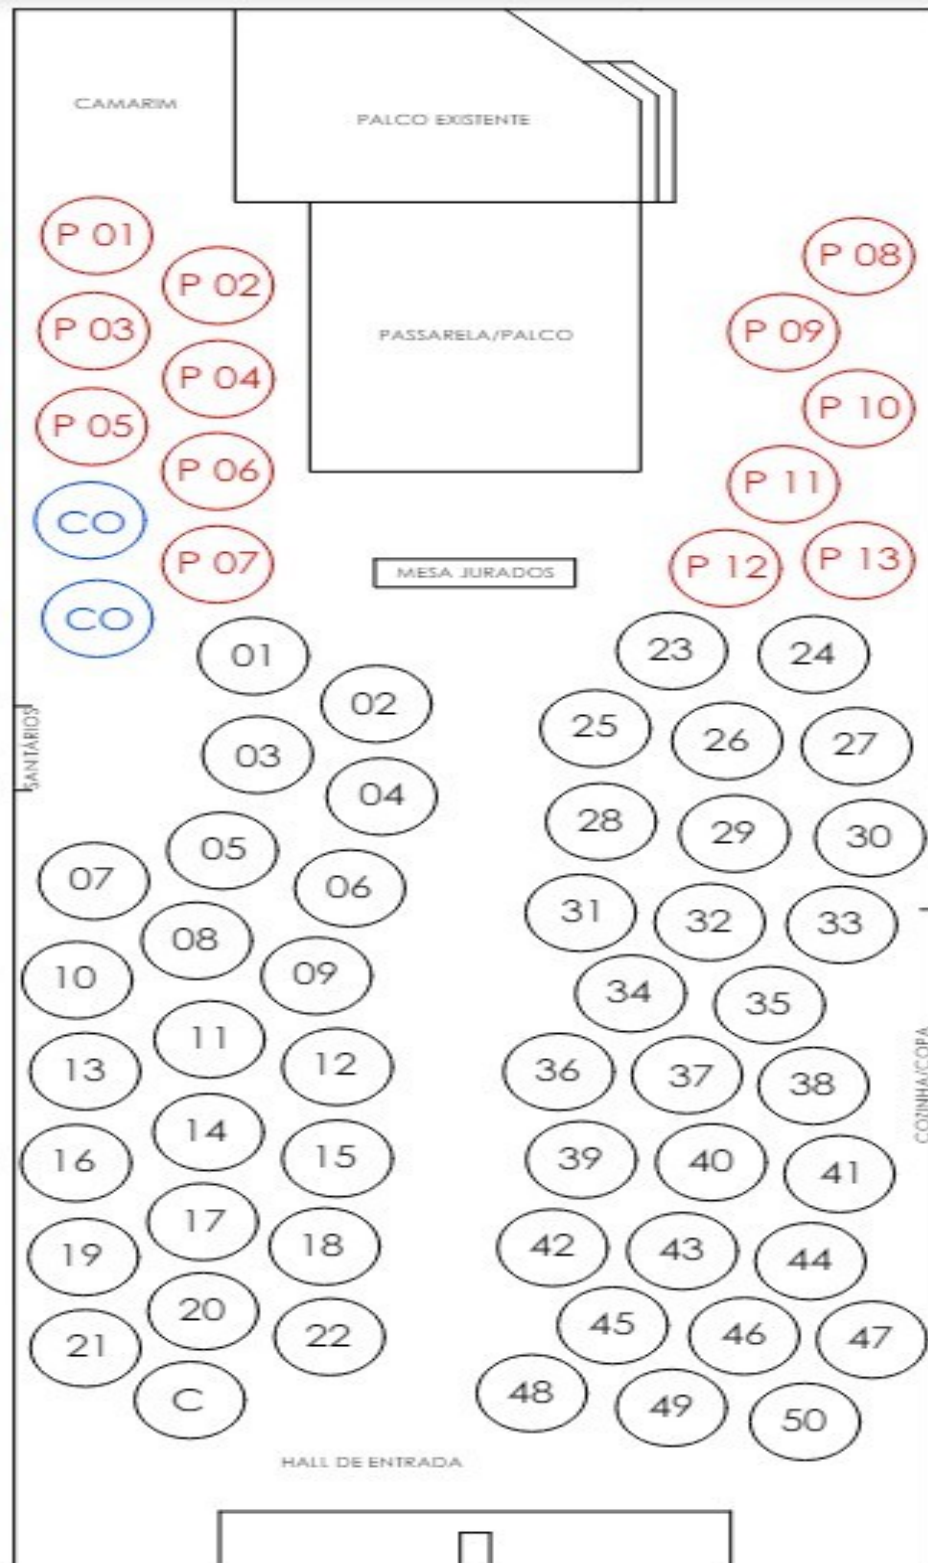 CAMARIM
PALCO EXISTENTE
P 01
P 02
P 03
P 04
P 05
P 06
CO
P 07
CO
PASSARELA/PALCO
MESA JURADOS
P 08
P 09
P 10
P 11
P 12
P 13
SANITÁRIOS
01
02
03
04
05
06
07
08
09
10
11
12
13
14
15
16
17
18
19
20
21
22
C
23
24
25
26
27
28
29
30
31
32
33
34
35
36
37
38
39
40
41
42
43
44
45
46
47
48
49
50
COZINHA/COPA
HALL DE ENTRADA